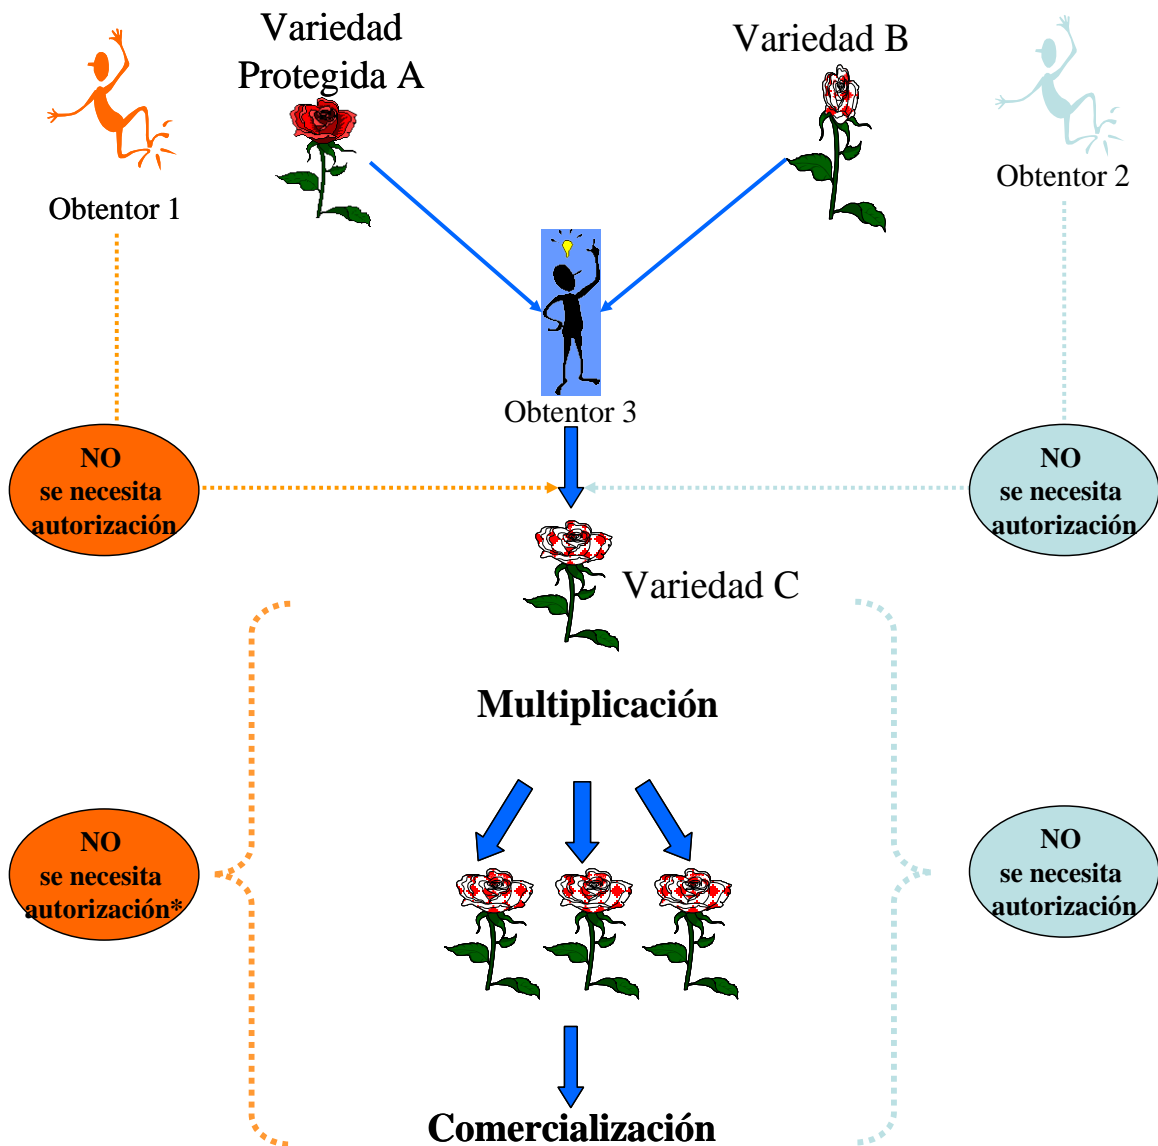 Variedad
Protegida A
Variedad B
Obtentor 1
Obtentor 2
Obtentor 3
NO
se necesita
autorización
NO
se necesita
autorización
Variedad C
Multiplicación
NO
se necesita
autorización*
NO
se necesita
autorización
Comercialización